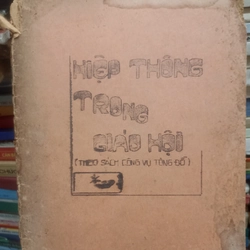 HIỆP THÔNG
TRONG
GIÁO HỘI
(THEO SÁCH CÔNG VỤ TÔNG ĐỒ)